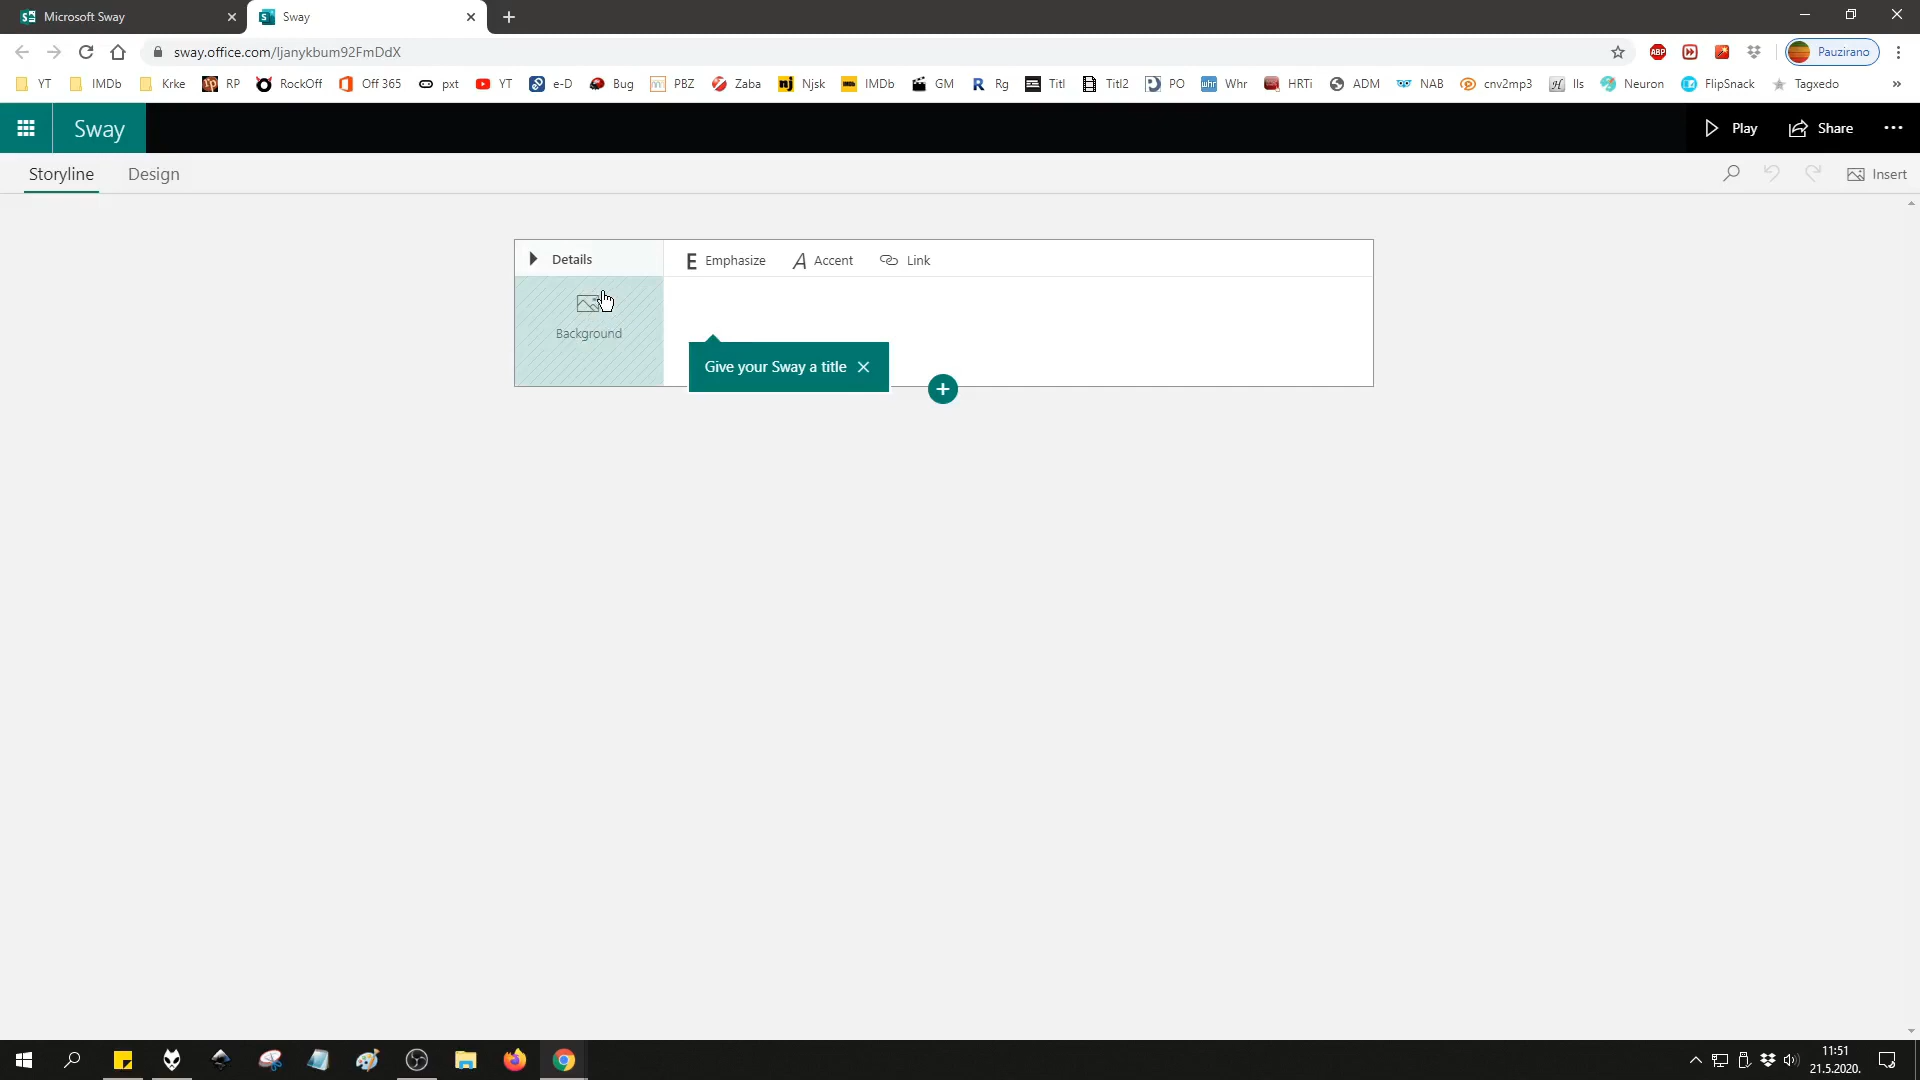 Microsoft Sway
Sway
sway.office.com/ljanykbum92FmDdX
ABP
Pauzirano
YT IMDb Krke RP RockOff Off 365 pxt YT e-D Bug PBZ Zaba Njsk IMDb GM Rg Titl Titl2 PO Whr HRTi ADM NAB cnv2mp3 Ils Neuron FlipSnack Tagxedo
Sway
Play
Share
Storyline
Design
Insert
Details
E Emphasize
A Accent
Link
Background
Give your Sway a title
11:51
21.5.2020.